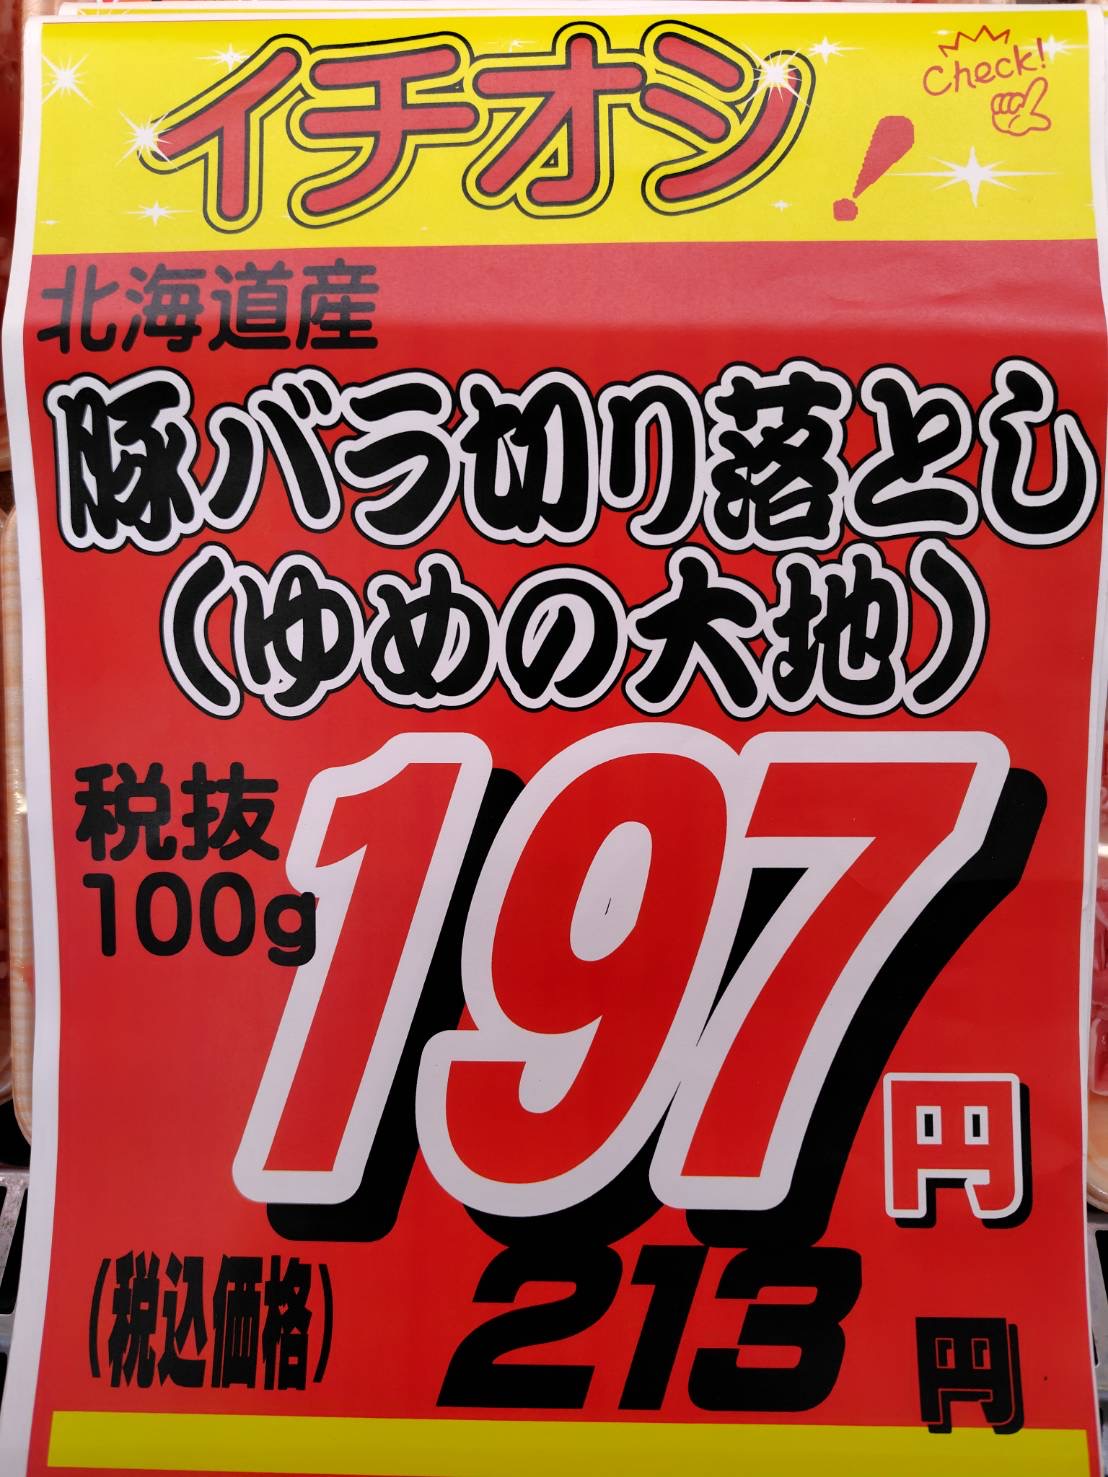 イチオシ!
Check!
北海道産
豚バラ切り落とし
(ゆめの大地)
税抜
100g
197円
(税込価格)
213円